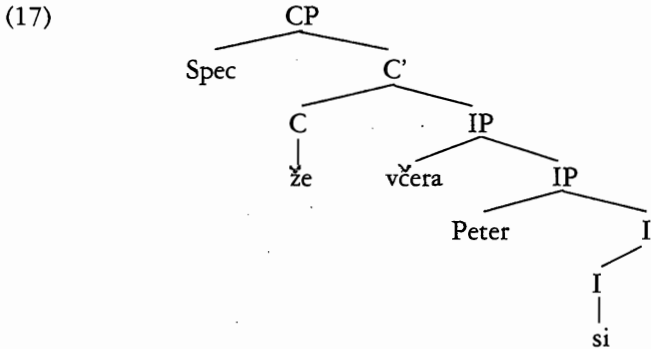 (17) CP
Spec C’
C IP
že včera IP
Peter I
I
si